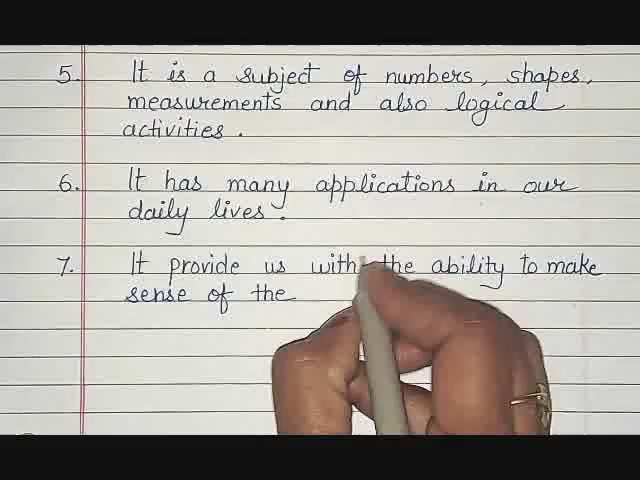 5. It is a subject of numbers, shapes,
measurements and also logical
activities.
6. It has many applications in our
daily lives.
7. It provide us with the ability to make
sense of the